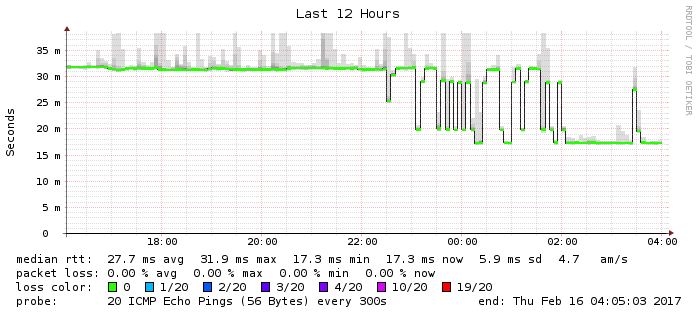 Last 12 Hours
RRDTOOL / TOBI OETIKER
Seconds
35 m
30 m
25 m
20 m
15 m
10 m
5 m
0
18:00 20:00 22:00 00:00 02:00 04:00
median rtt: 27.7 ms avg 31.9 ms max 17.3 ms min 17.3 ms now 5.9 ms sd 4.7 am/s
packet loss: 0.00 % avg 0.00 % max 0.00 % min 0.00 % now
loss color: 0 1/20 2/20 3/20 4/20 10/20 19/20
probe: 20 ICMP Echo Pings (56 Bytes) every 300s end: Thu Feb 16 04:05:03 2017